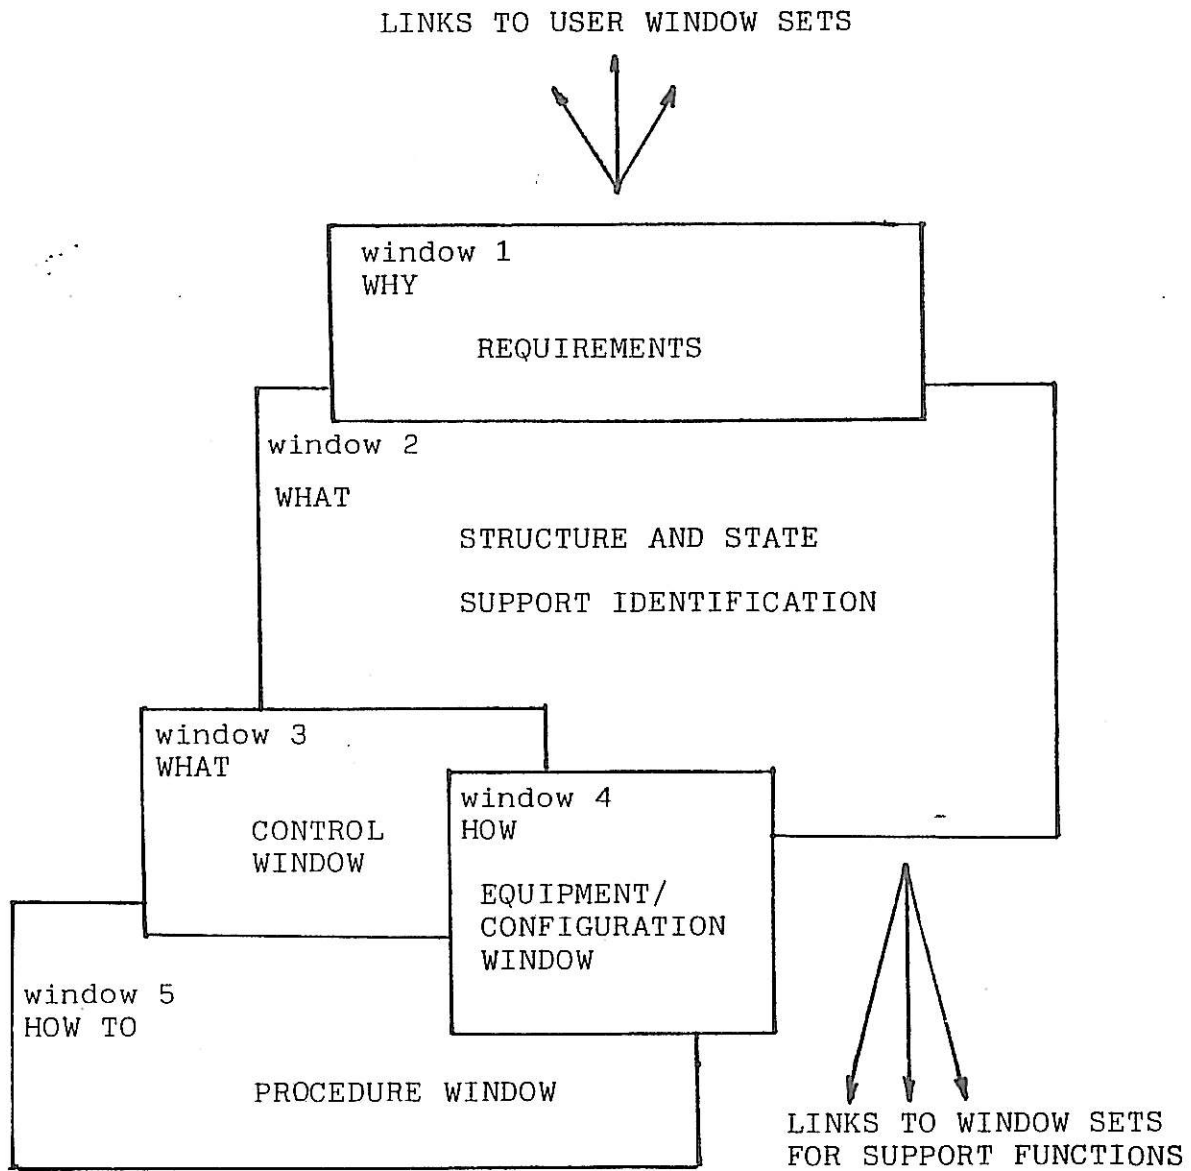 LINKS TO USER WINDOW SETS
window 1
WHY
REQUIREMENTS
window 2
WHAT
STRUCTURE AND STATE
SUPPORT IDENTIFICATION
window 3
WHAT
CONTROL
WINDOW
window 4
HOW
EQUIPMENT/
CONFIGURATION
WINDOW
window 5
HOW TO
PROCEDURE WINDOW
LINKS TO WINDOW SETS
FOR SUPPORT FUNCTIONS